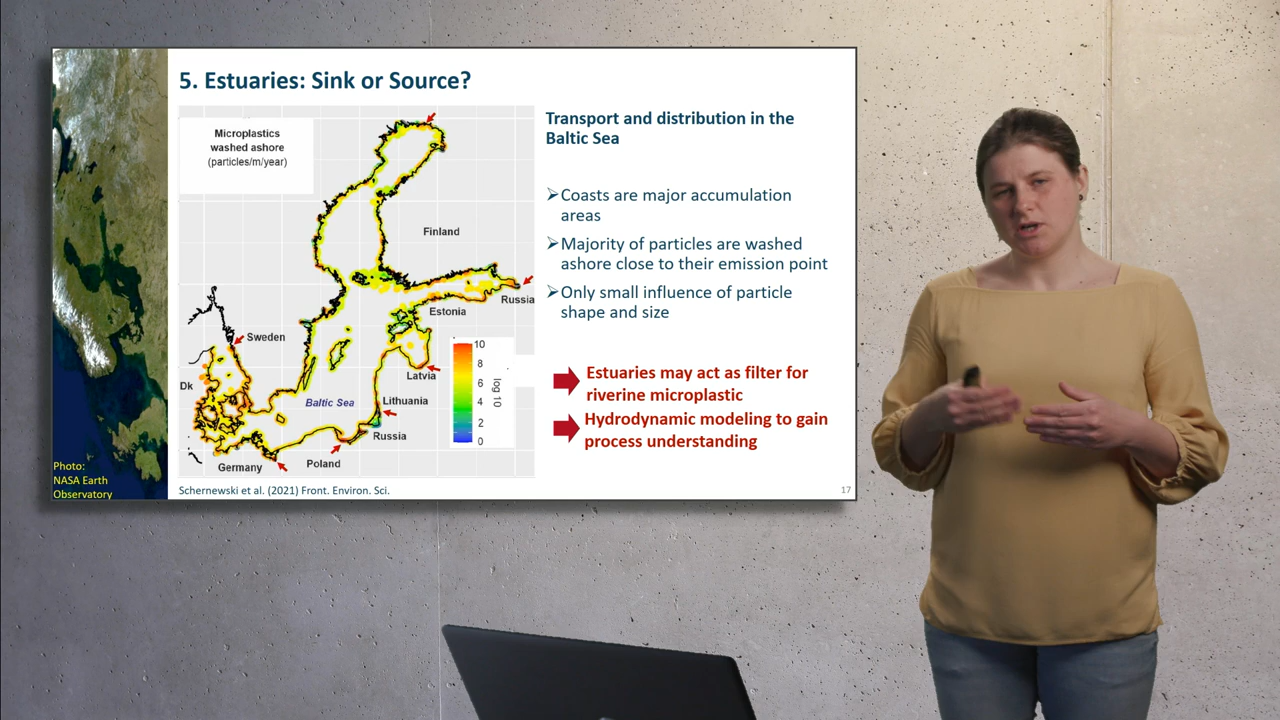 5. Estuaries: Sink or Source?
Microplastics
washed ashore
(particles/m/year)
Finland
Russia
Estonia
Sweden
Latvia
Dk
Baltic Sea
Lithuania
Russia
Poland
Germany
10
8
6
4
2
0
log 10
Transport and distribution in the
Baltic Sea
➢Coasts are major accumulation
areas
➢Majority of particles are washed
ashore close to their emission point
➢Only small influence of particle
shape and size
Estuaries may act as filter for
riverine microplastic
Hydrodynamic modeling to gain
process understanding
Photo:
NASA Earth
Observatory
Schernewski et al. (2021) Front. Environ. Sci.
17